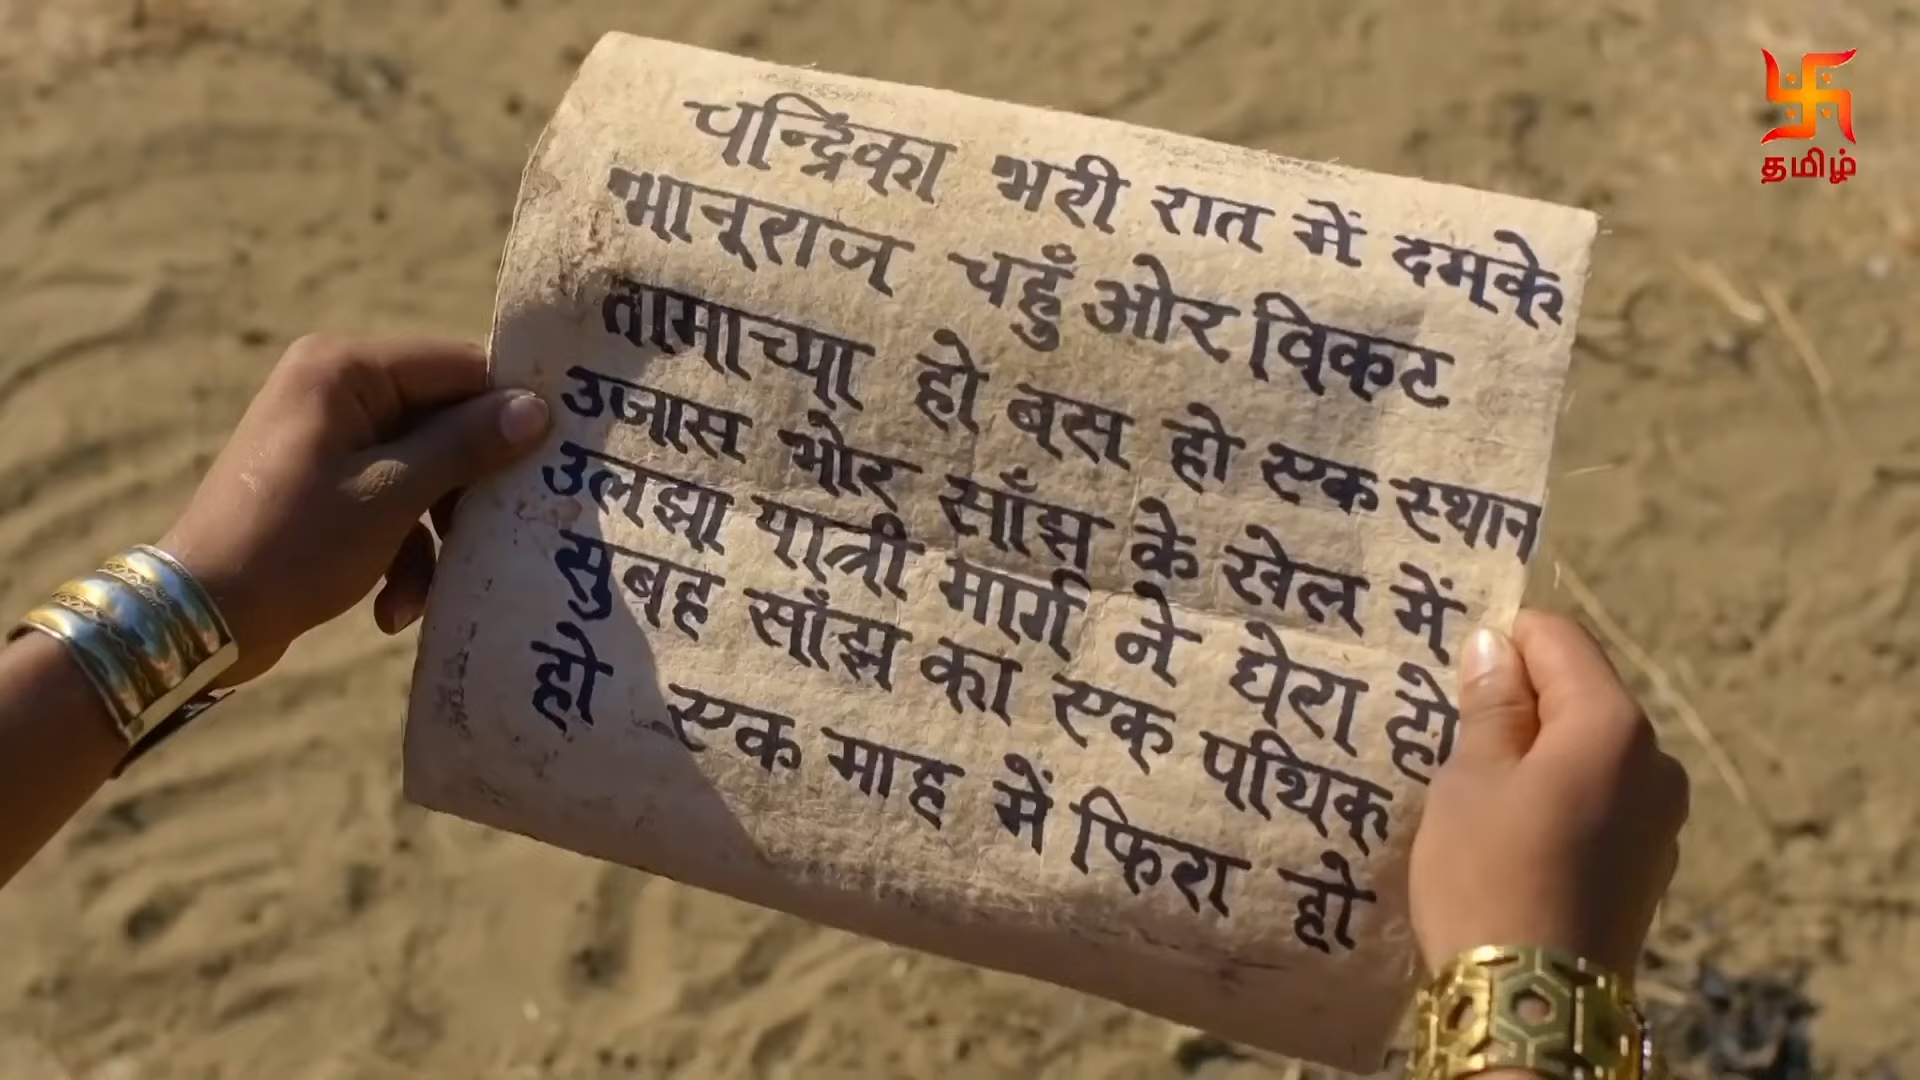 पन्द्रिका भरी रात में दमके
भानूराज चहुँ ओर विकट
तामाच्या हो बस हो एक स्थान
उजास भोर साँझ के खेल में
उलझा यात्री मार्ग ने घेरा हो
सुबह साँझ का एक पथिक
हो एक माह में फिरा हो
தமிழ்